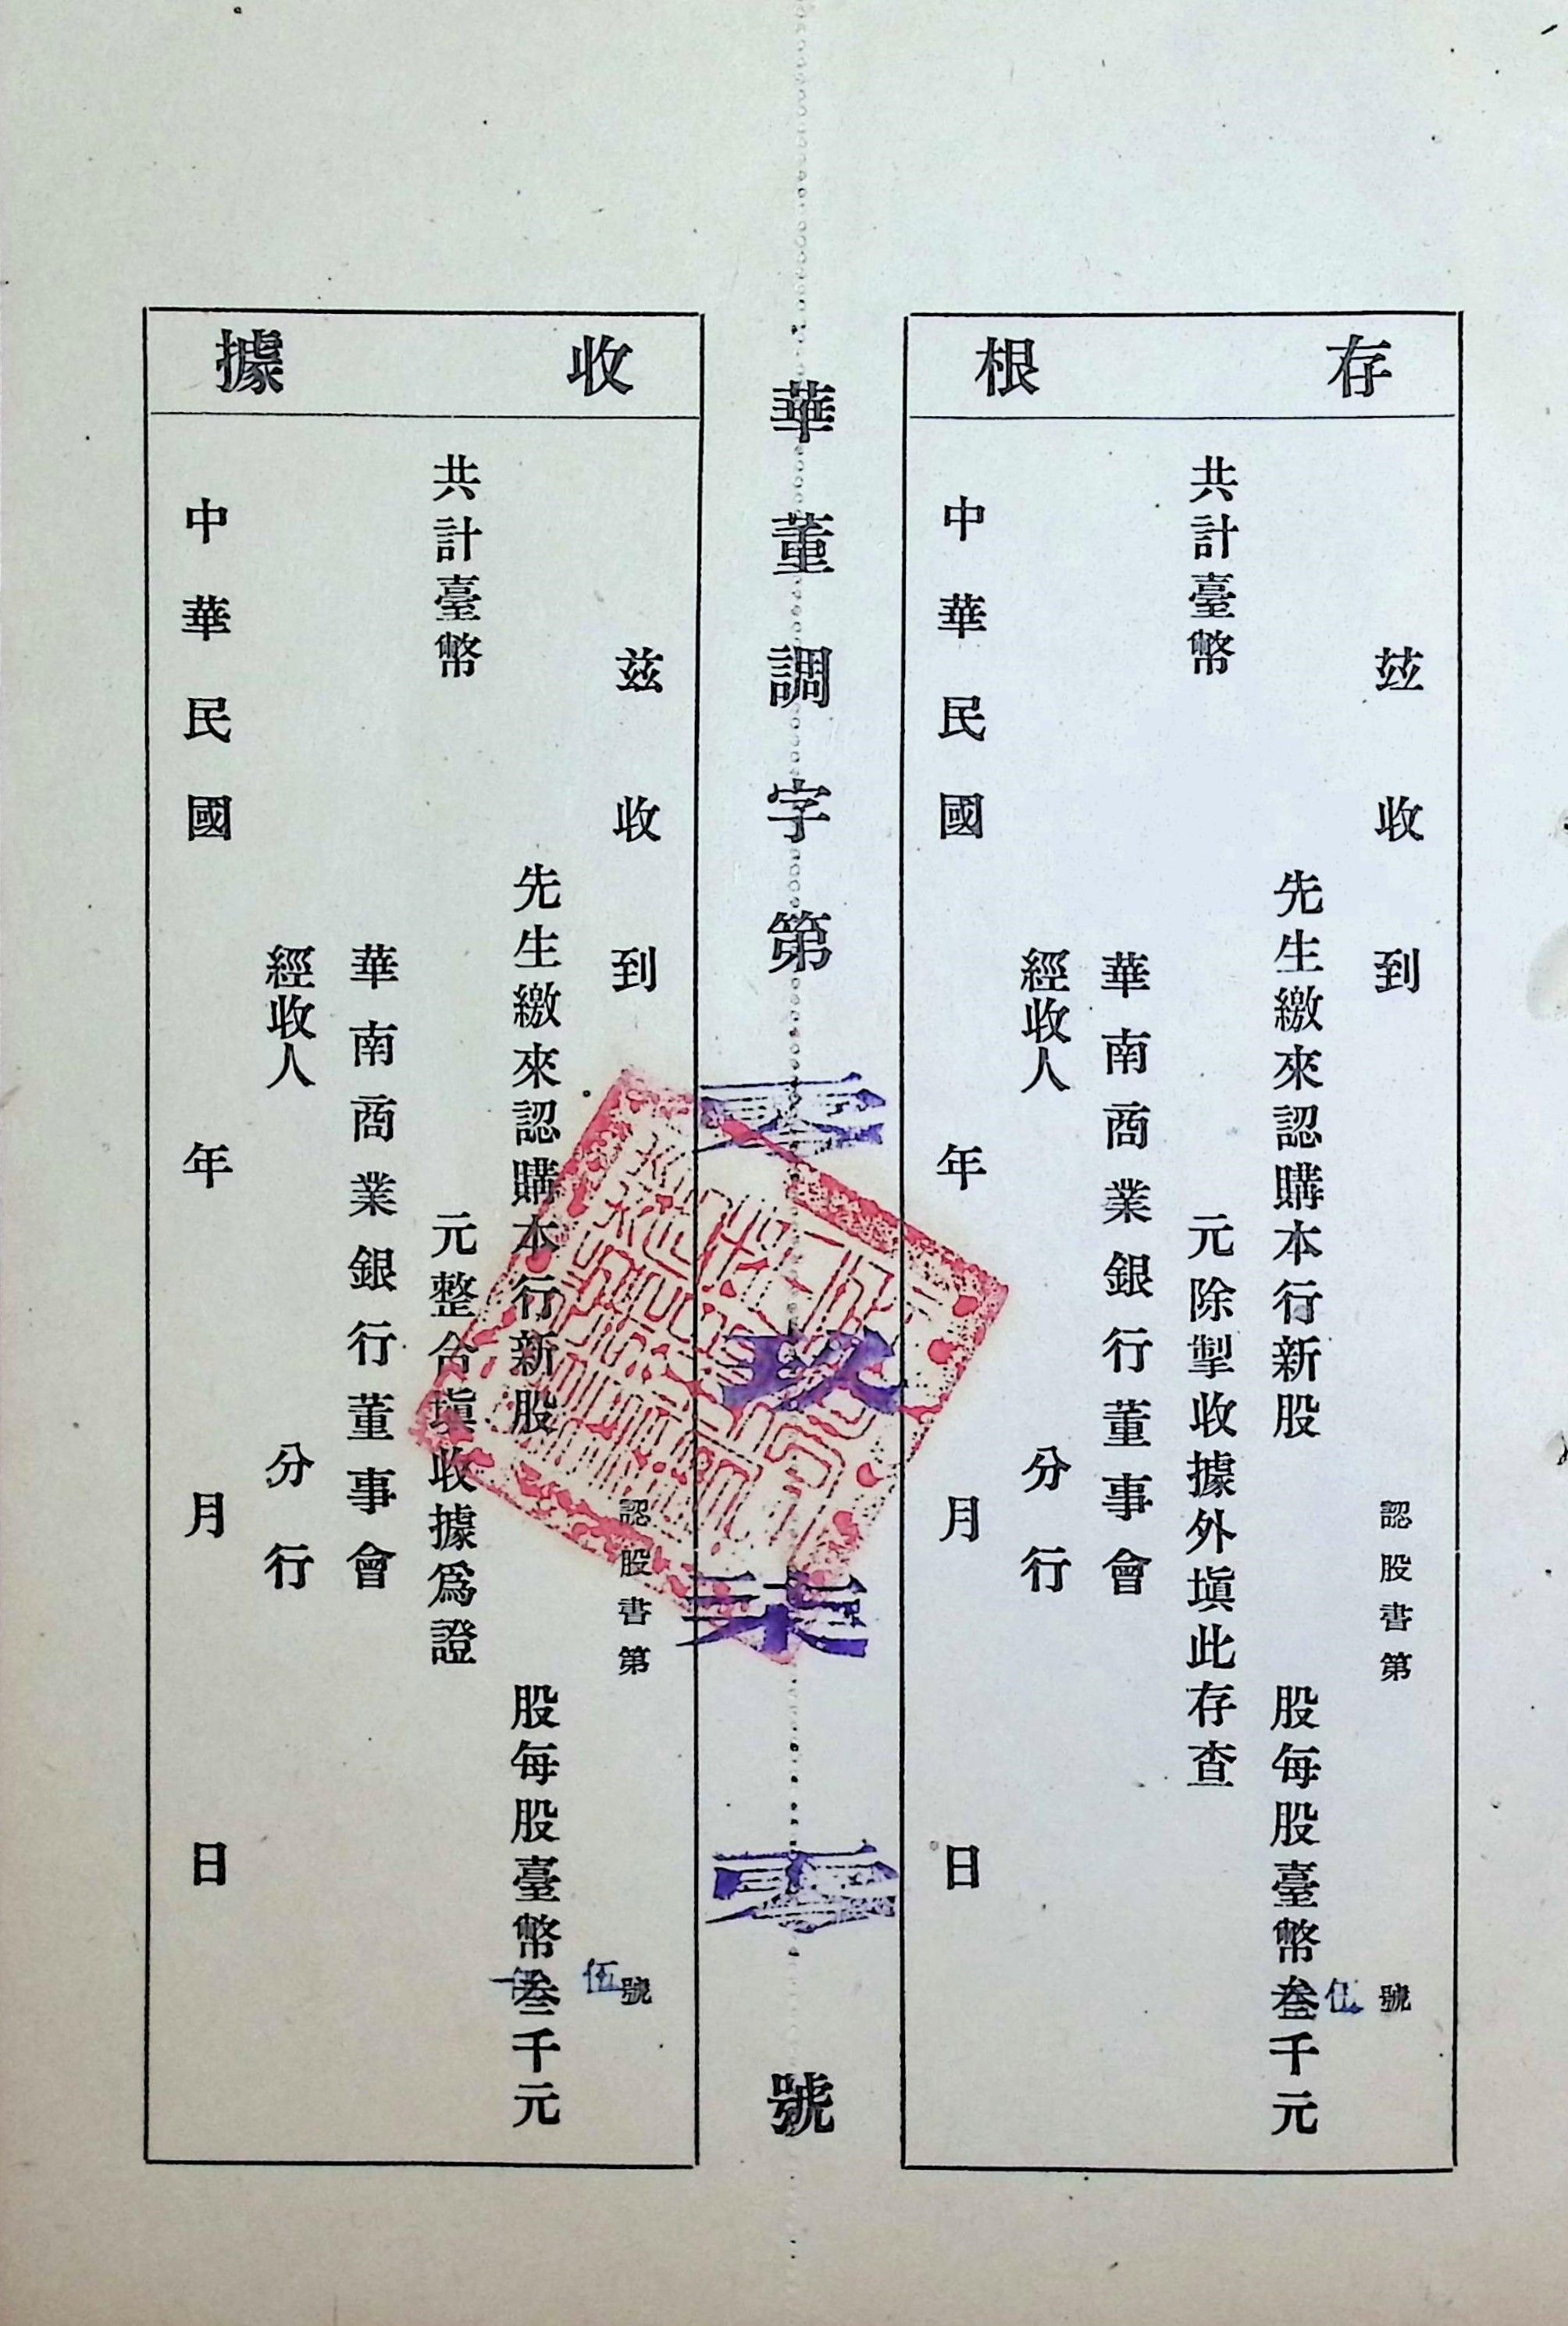 存根
茲收到
認股書第 號
先生繳來認購本行新股 股每股臺幣叁千元
伍
共計臺幣 元除掣收據外塡此存查
華南商業銀行董事會
經收人 分行
中華民國 年 月 日
華董調字第零玖柒零號
收據
茲收到
認股書第 號
伍
先生繳來認購本行新股 股每股臺幣叁千元
共計臺幣 元整合塡收據爲證
華南商業銀行董事會
經收人 分行
中華民國 年 月 日